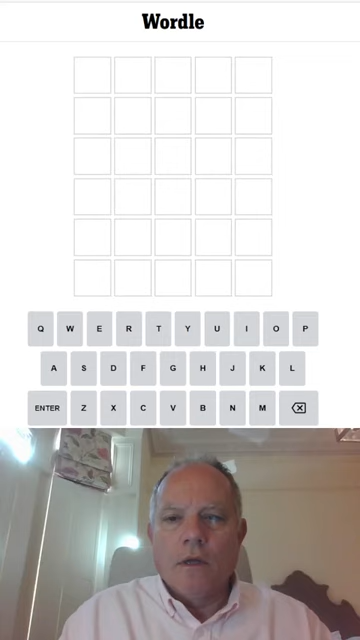 Wordle
Q W E R T Y U I O P
A S D F G H J K L
ENTER Z X C V B N M